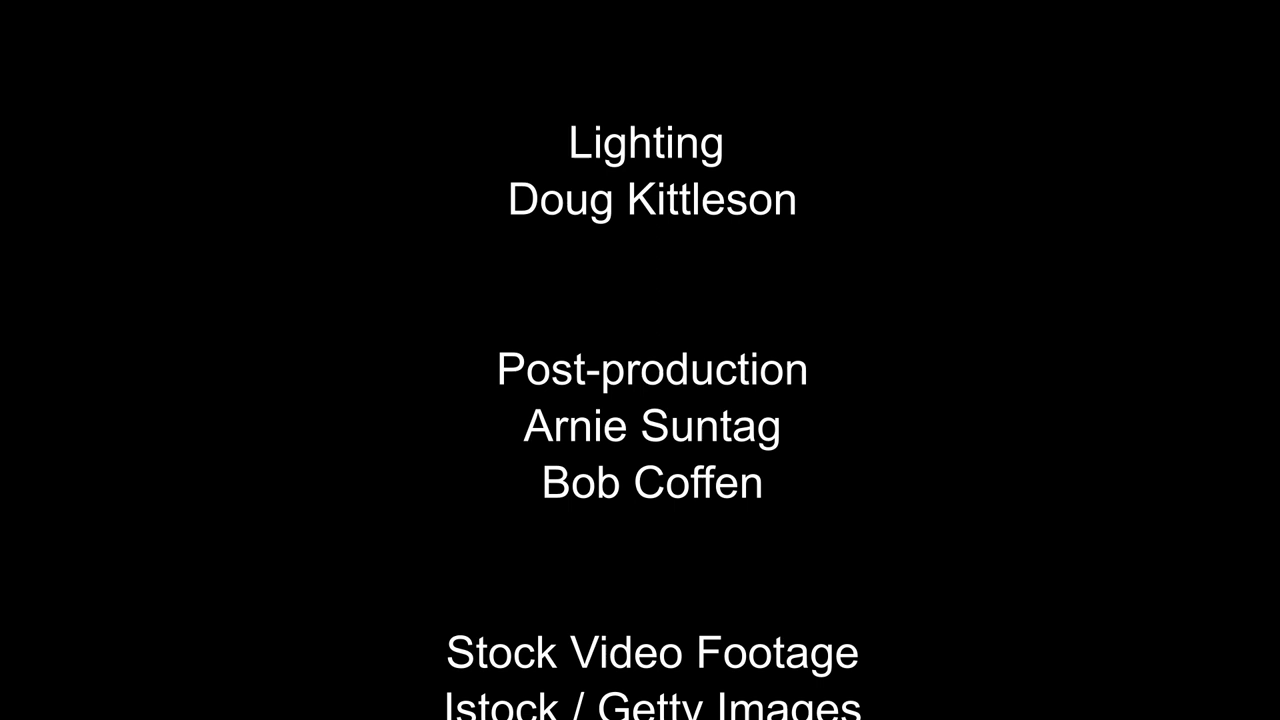 Lighting
Doug Kittleson
Post-production
Arnie Suntag
Bob Coffen
Stock Video Footage
Istock / Getty Images